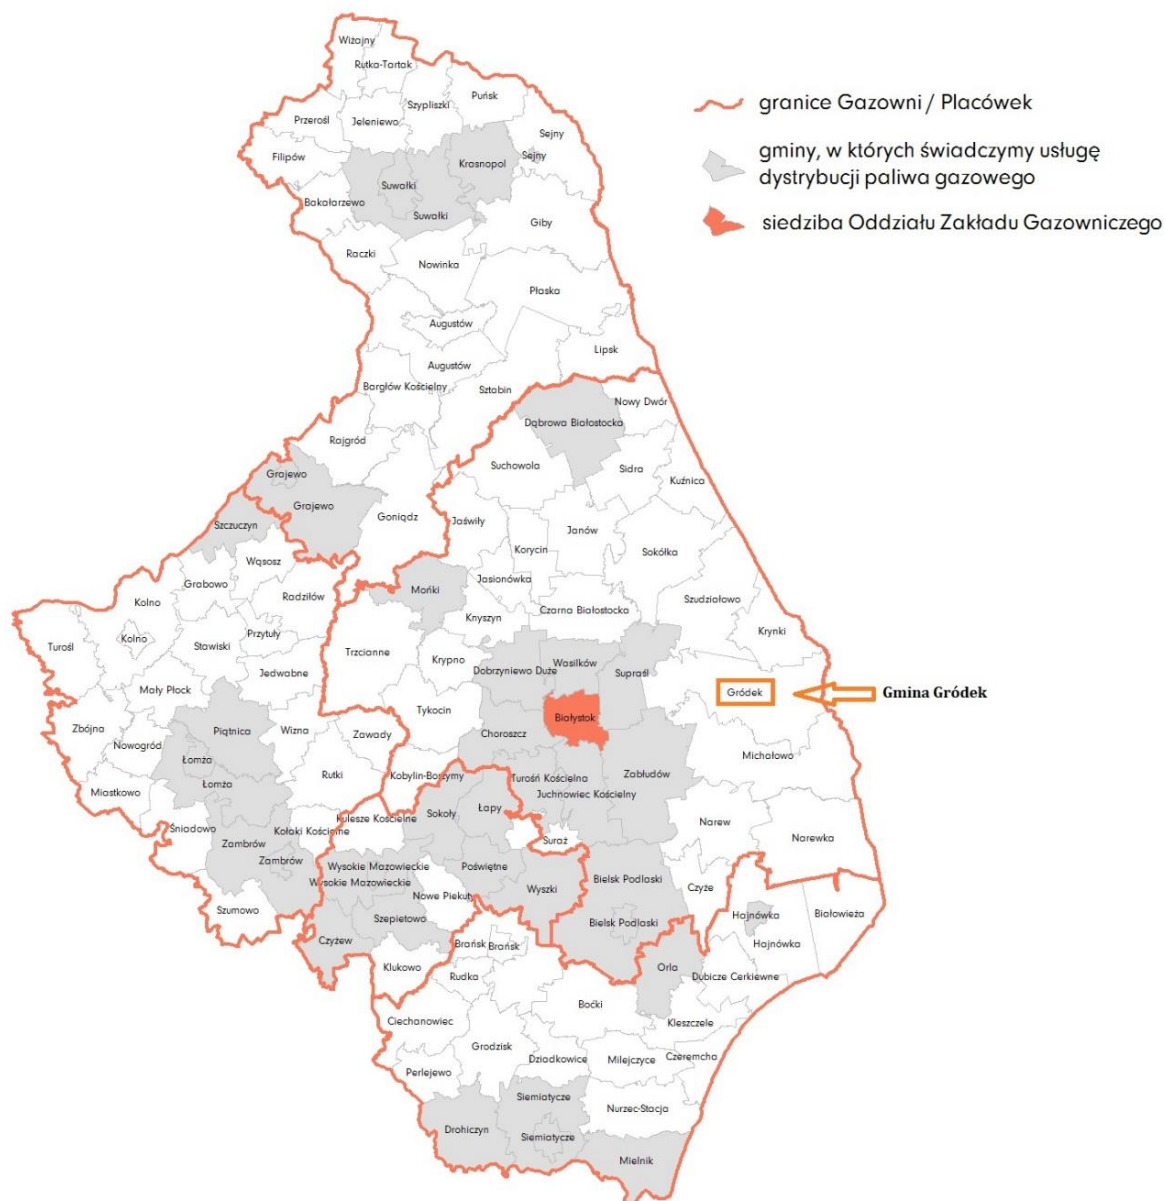 granice Gazowni / Placówek
gminy, w których świadczymy usługę
dystrybucji paliwa gazowego
siedziba Oddziału Zakładu Gazowniczego
Wiżajny
Rutka-Tartak
Puńsk
Szypliszki
Przerośl
Jeleniewo
Sejny
Sejny
Filipów
Krasnopol
Suwałki
Suwałki
Bakałarzewo
Giby
Raczki
Nowinka
Płaska
Augustów
Lipsk
Augustów
Bargłów Kościelny
Sztabin
Nowy Dwór
Dąbrowa Białostocka
Rajgród
Suchowola
Sidra
Grajewo
Kuźnica
Grajewo
Goniądz
Szczuczyn
Jaświły
Janów
Korycin
Sokółka
Wąsosz
Grabowo
Jasionówka
Mońki
Radziłów
Kolno
Czarna Białostocka
Szudziałowo
Knyszyn
Krynki
Kolno
Przytuły
Turośl
Stawiski
Trzcianne
Krypno
Wasilków
Dobrzyniewo Duże
Supraśl
Jedwabne
Mały Płock
Gródek
Gmina Gródek
Tykocin
Białystok
Zbójna
Piątnica
Wizna
Zawady
Choroszcz
Nowogród
Michałowo
Łomża
Rutki
Kobylin-Borzymy
Turośń Kościelna
Zabłudów
Łomża
Miastkowo
Juchnowiec Kościelny
Łapy
Sokoły
Kulesze Kościelne
Śniadowo
Kołaki Kościelne
Narew
Narewka
Suraż
Zambrów
Zambrów
Wysokie Mazowieckie
Poświętne
Wysokie Mazowieckie
Wyszki
Bielsk Podlaski
Czyże
Nowe Piekuty
Szumowo
Szepietowo
Bielsk Podlaski
Hajnówka
Białowieża
Czyżew
Brańsk
Brańsk
Hajnówka
Klukowo
Rudka
Orla
Dubicze Cerkiewne
Boćki
Ciechanowiec
Kleszczele
Grodzisk
Dziadkowice
Milejczyce
Czeremcha
Perlejewo
Siemiatycze
Nurzec-Stacja
Drohiczyn
Siemiatycze
Mielnik